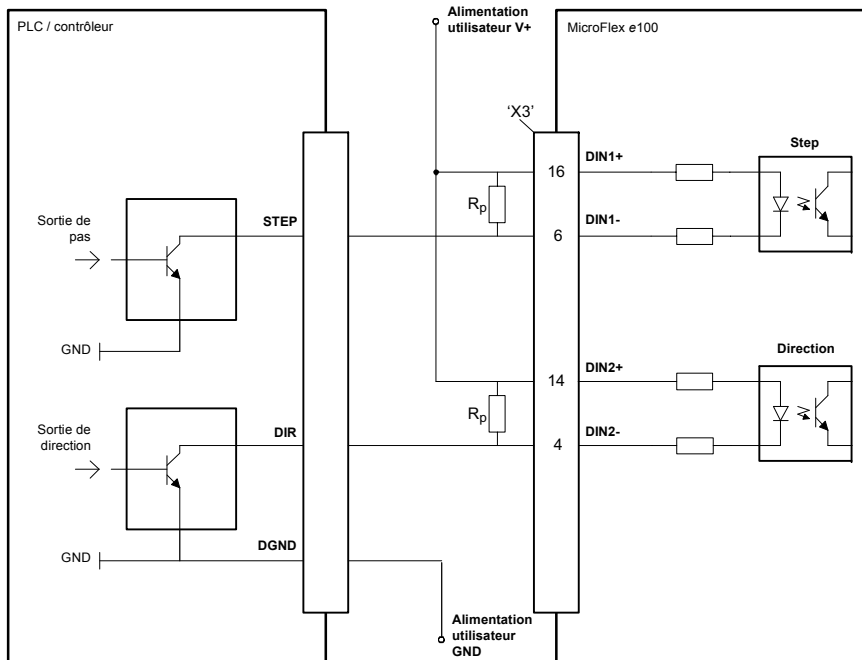 PLC / contrôleur
Alimentation
utilisateur V+
MicroFlex e100
'X3'
Step
16
DIN1+
Rp
Sortie de
pas
STEP
6
DIN1-
GND
Direction
14
DIN2+
Rp
Sortie de
direction
DIR
4
DIN2-
GND
DGND
Alimentation
utilisateur
GND